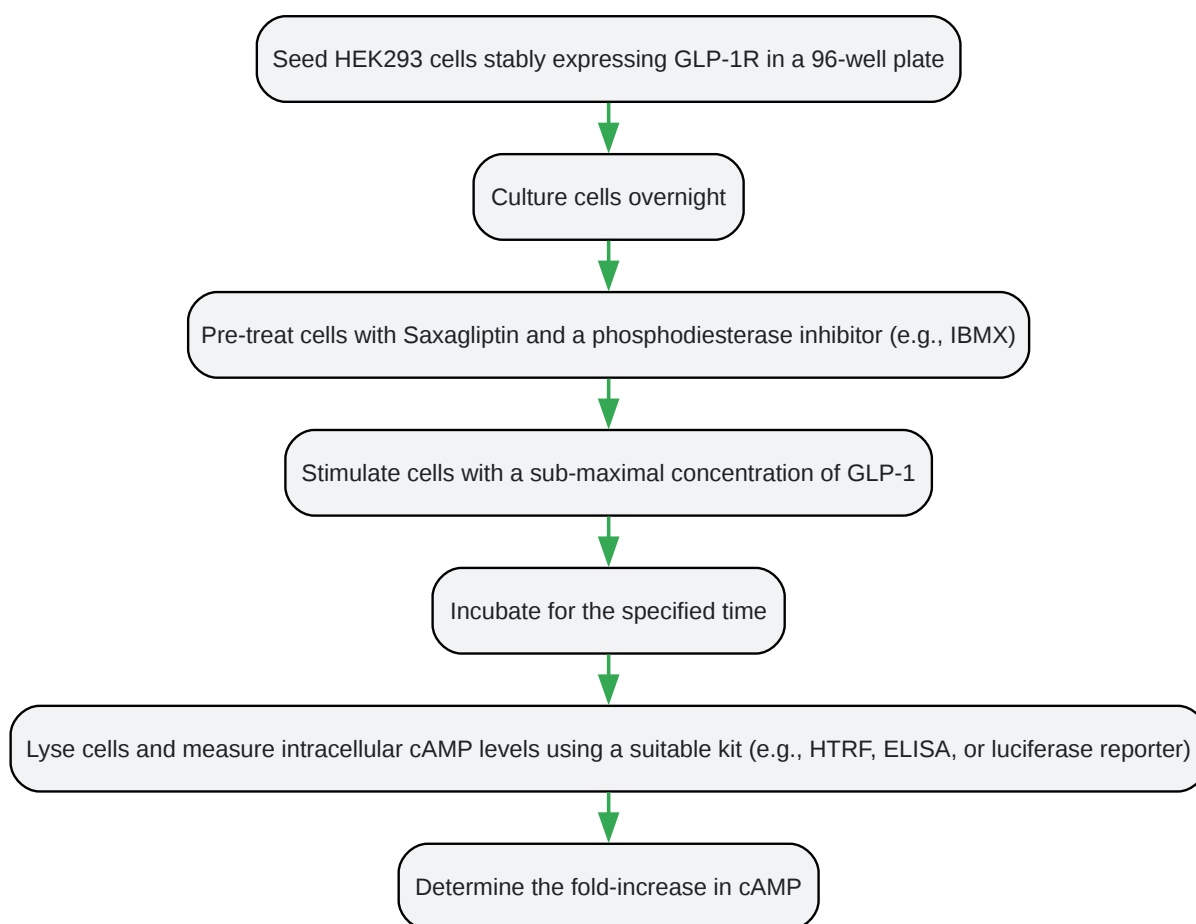 Seed HEK293 cells stably expressing GLP-1R in a 96-well plate
Culture cells overnight
Pre-treat cells with Saxagliptin and a phosphodiesterase inhibitor (e.g., IBMX)
Stimulate cells with a sub-maximal concentration of GLP-1
Incubate for the specified time
Lyse cells and measure intracellular cAMP levels using a suitable kit (e.g., HTRF, ELISA, or luciferase reporter)
Determine the fold-increase in cAMP